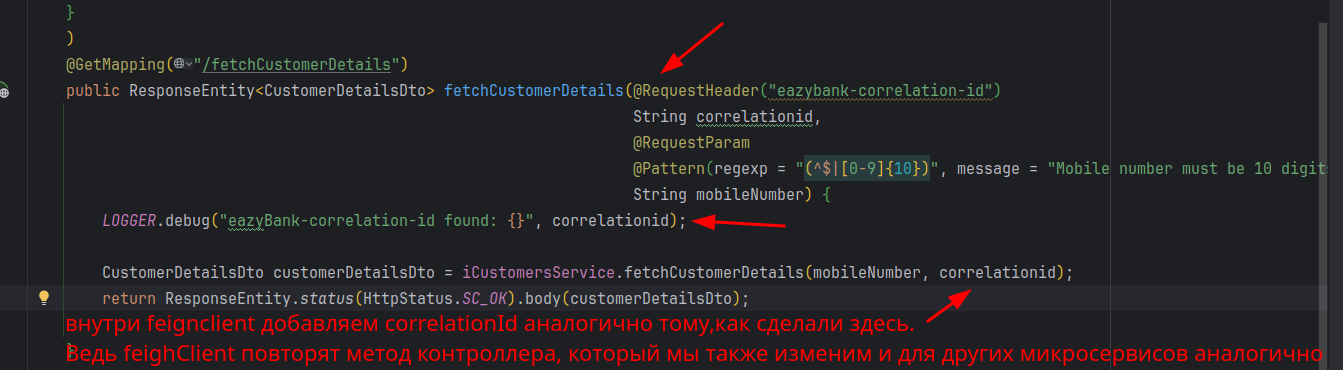 }
)
@GetMapping("/fetchCustomerDetails")
public ResponseEntity<CustomerDetailsDto> fetchCustomerDetails(@RequestHeader("eazybank-correlation-id")
String correlationid,
@RequestParam
@Pattern(regexp = "(^$|[0-9]{10})", message = "Mobile number must be 10 digits
String mobileNumber) {
LOGGER.debug("eazyBank-correlation-id found: {}", correlationid);
CustomerDetailsDto customerDetailsDto = iCustomersService.fetchCustomerDetails(mobileNumber, correlationid);
return ResponseEntity.status(HttpStatus.SC_OK).body(customerDetailsDto);
внутри feignclient добавляем correlationId аналогично тому,как сделали здесь.
Ведь feighClient повторят метод контроллера, который мы также изменим и для других микросервисов аналогично
}